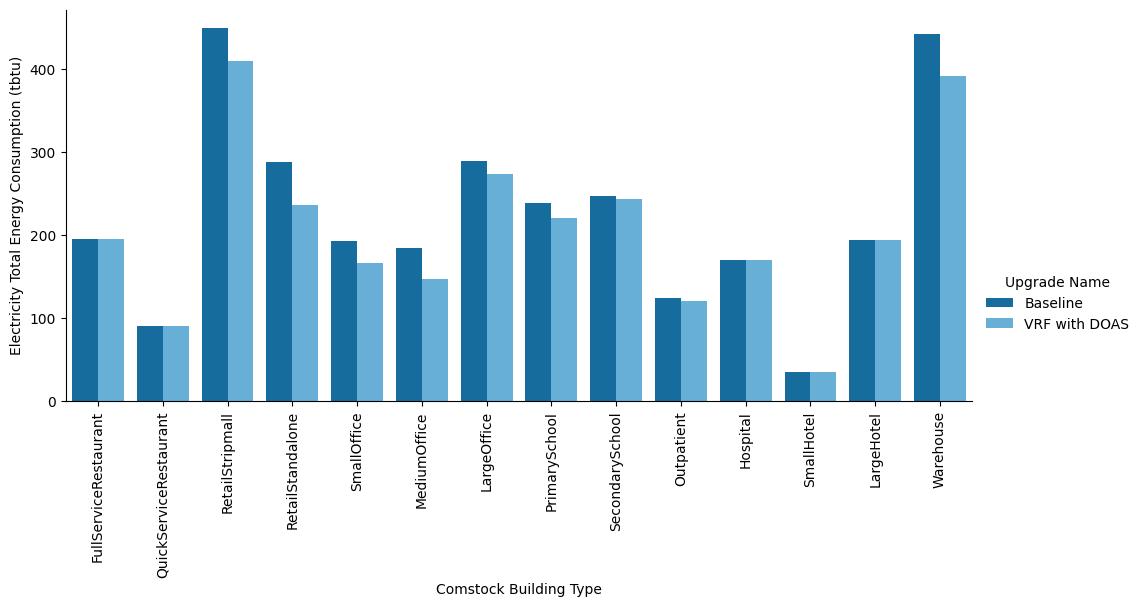 Electricity Total Energy Consumption (tbtu)
400
300
200
100
0
FullServiceRestaurant
QuickServiceRestaurant
RetailStripmall
RetailStandalone
SmallOffice
MediumOffice
LargeOffice
PrimarySchool
SecondarySchool
Outpatient
Hospital
SmallHotel
LargeHotel
Warehouse
Comstock Building Type
Upgrade Name
Baseline
VRF with DOAS